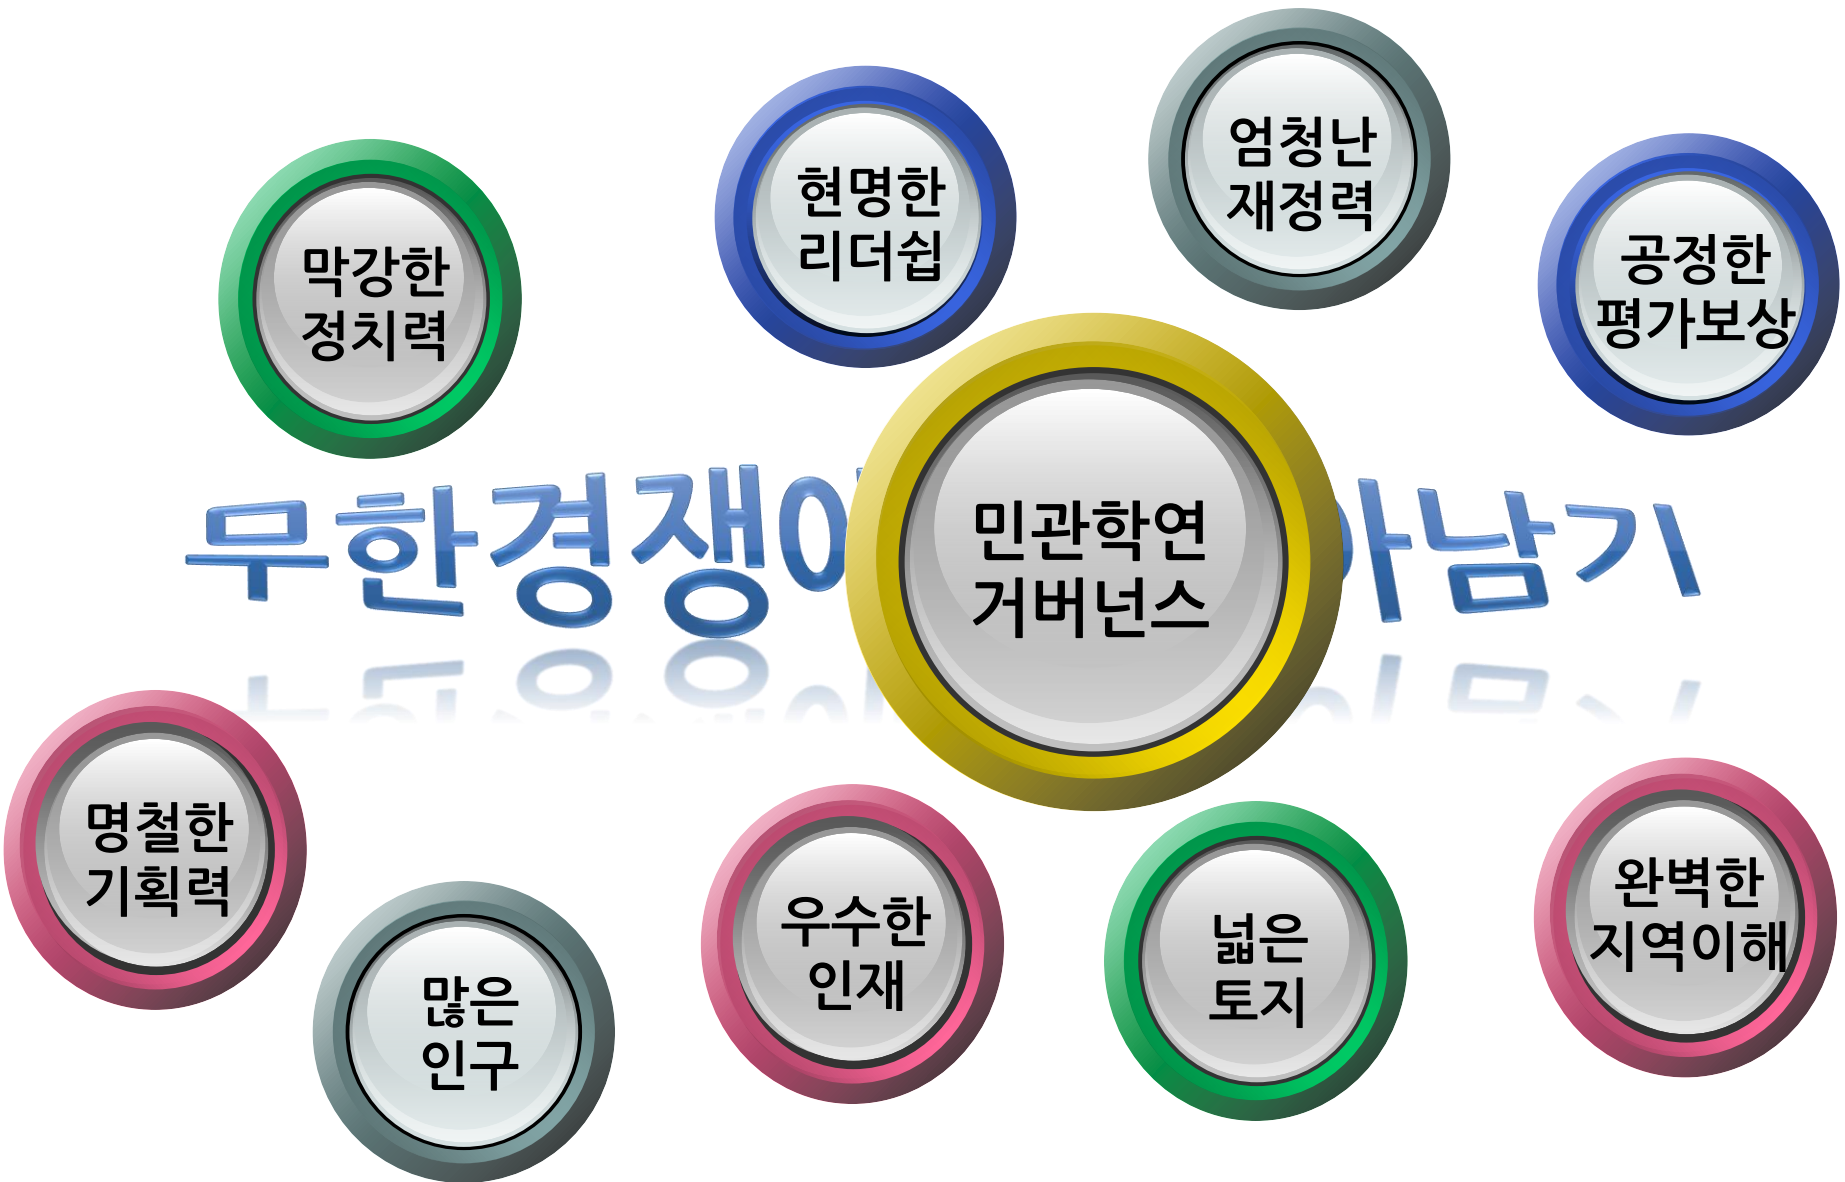 엄청난
재정력
현명한
리더쉽
공정한
평가보상
막강한
정치력
무한경쟁에
남기
민관학연
거버넌스
명철한
기획력
완벽한
지역이해
우수한
인재
넓은
토지
많은
인구